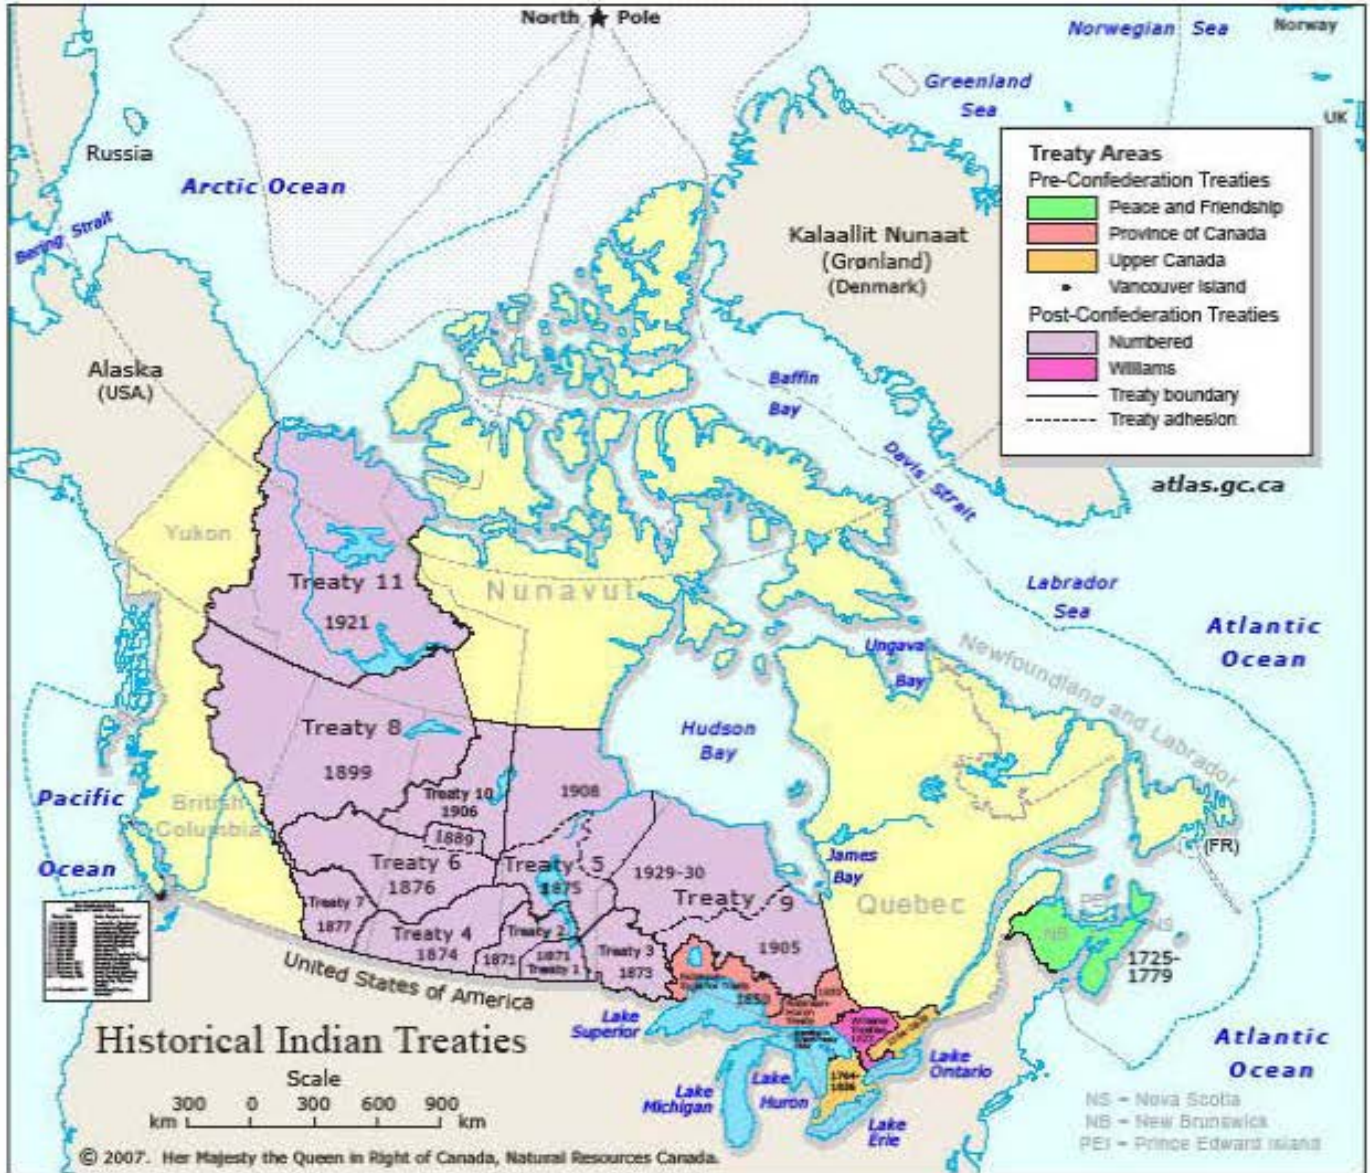 North ★ Pole
Norwegian Sea
Norway
Greenland
Sea
UK
Russia
Arctic Ocean
Bering Strait
Kalaallit Nunaat
(Grønland)
(Denmark)
Treaty Areas
Pre-Confederation Treaties
Peace and Friendship
Province of Canada
Upper Canada
Vancouver Island
Post-Confederation Treaties
Numbered
Williams
Treaty boundary
Treaty adhesion
Alaska
(USA)
Baffin
Bay
Davis Strait
atlas.gc.ca
Yukon
Treaty 11
1921
Nunavut
Labrador
Sea
Atlantic
Ocean
Ungava
Bay
Newfoundland and Labrador
Hudson
Bay
Treaty 8
1899
Treaty 10
1906
1908
1889
Pacific
Ocean
British
Columbia
Treaty 6
1876
Treaty 5
1875
1929-30
Treaty 9
1905
James
Bay
Quebec
(FR)
PEI
NS
NB
1725-
1779
Treaty 7
1877
Treaty 4
1874
Treaty 2
1871
1871
Treaty 1
Treaty 3
1873
1850
United States of America
Lake
Superior
Lake
Michigan
Lake
Huron
Lake
Ontario
Lake
Erie
Atlantic
Ocean
Historical Indian Treaties
Scale
300 0 300 600 900
km km
NS = Nova Scotia
NB = New Brunswick
PEI = Prince Edward Island
© 2007. Her Majesty the Queen in Right of Canada, Natural Resources Canada.